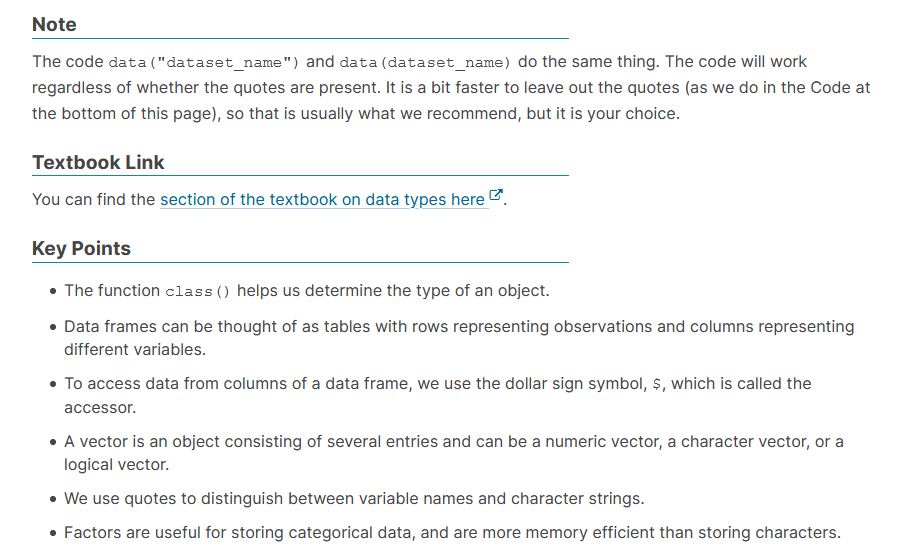 Note
The code data("dataset_name") and data(dataset_name) do the same thing. The code will work
regardless of whether the quotes are present. It is a bit faster to leave out the quotes (as we do in the Code at
the bottom of this page), so that is usually what we recommend, but it is your choice.
Textbook Link
You can find the section of the textbook on data types here.
Key Points
• The function class() helps us determine the type of an object.
• Data frames can be thought of as tables with rows representing observations and columns representing
different variables.
• To access data from columns of a data frame, we use the dollar sign symbol, $, which is called the
accessor.
• A vector is an object consisting of several entries and can be a numeric vector, a character vector, or a
logical vector.
• We use quotes to distinguish between variable names and character strings.
• Factors are useful for storing categorical data, and are more memory efficient than storing characters.